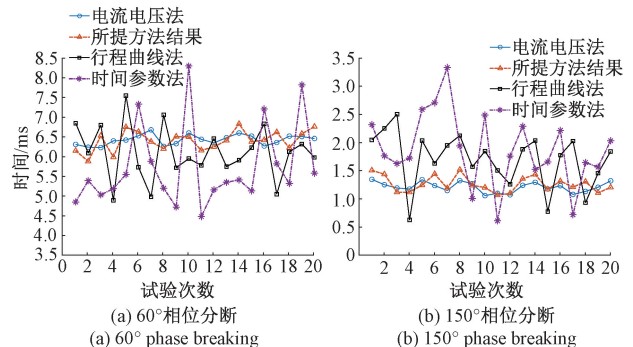 电流电压法
所提方法结果
行程曲线法
时间参数法
时间/ms
8.5
8.0
7.5
7.0
6.5
6.0
5.5
5.0
4.5
4.0
3.5
0 2 4 6 8 10 12 14 16 18 20
试验次数
(a) 60°相位分断
(a) 60° phase breaking
电流电压法
所提方法结果
行程曲线法
时间参数法
3.5
3.0
2.5
2.0
1.5
1.0
0.5
0
2 4 6 8 10 12 14 16 18 20
试验次数
(b) 150°相位分断
(b) 150° phase breaking